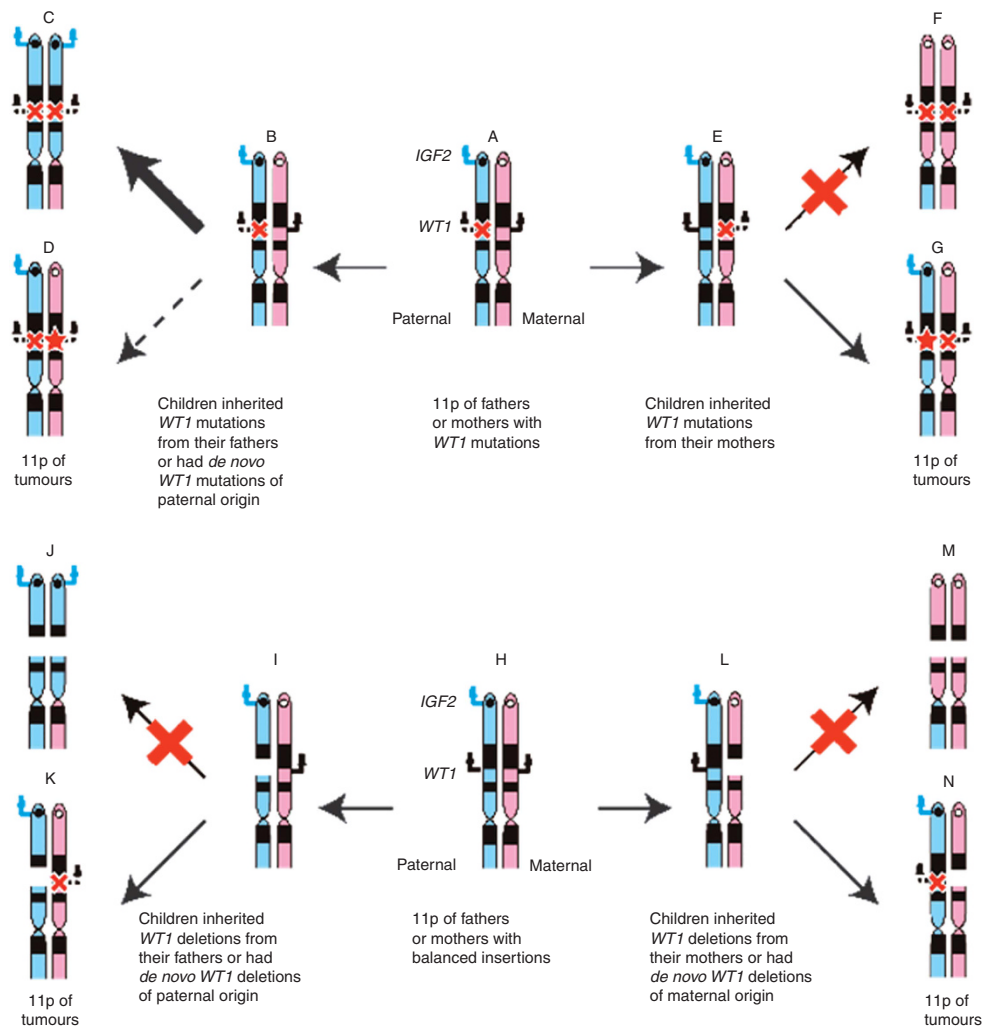 C
F
B
A
E
IGF2
WT1
D
G
Paternal
Maternal
Children inherited
WT1 mutations
from their fathers
or had de novo
WT1 mutations of
paternal origin
11p of fathers
or mothers with
WT1 mutations
Children inherited
WT1 mutations
from their mothers
11p of
tumours
11p of
tumours
J
M
I
H
L
IGF2
WT1
K
N
Paternal
Maternal
Children inherited
WT1 deletions from
their fathers or had
de novo WT1 deletions
of paternal origin
11p of fathers
or mothers with
balanced insertions
Children inherited
WT1 deletions from
their mothers or had
de novo WT1 deletions
of maternal origin
11p of
tumours
11p of
tumours